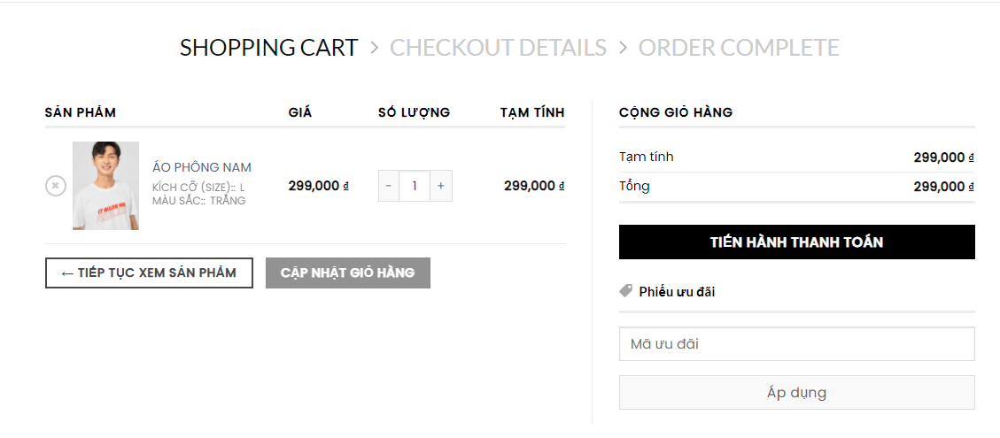 SHOPPING CART > CHECKOUT DETAILS > ORDER COMPLETE
SẢN PHẨM GIÁ SỐ LƯỢNG TẠM TÍNH
ÁO PHÔNG NAM
KÍCH CỠ (SIZE):: L
MÀU SẮC:: TRẮNG
299,000 ₫ - 1 + 299,000 ₫
← TIẾP TỤC XEM SẢN PHẨM CẬP NHẬT GIỎ HÀNG
CỘNG GIỎ HÀNG
Tạm tính 299,000 ₫
Tổng 299,000 ₫
TIẾN HÀNH THANH TOÁN
Phiếu ưu đãi
Mã ưu đãi
Áp dụng